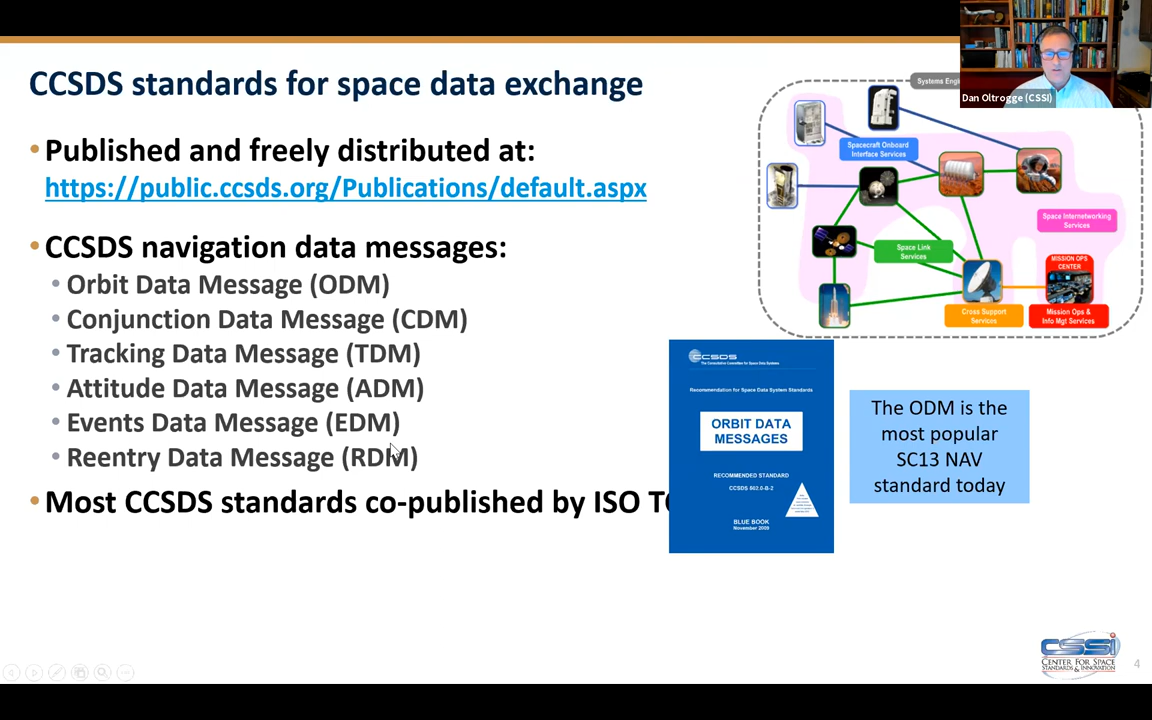 CCSDS standards for space data exchange
•Published and freely distributed at:
https://public.ccsds.org/Publications/default.aspx
•CCSDS navigation data messages:
• Orbit Data Message (ODM)
• Conjunction Data Message (CDM)
• Tracking Data Message (TDM)
• Attitude Data Message (ADM)
• Events Data Message (EDM)
• Reentry Data Message (RDM)
•Most CCSDS standards co-published by ISO
Systems
Dan Oltrogge (CSSI)
Spacecraft Onboard
Interface Services
Space Internetworking
Services
Space Link
Services
MISSION OPS
CENTER
Cross Support
Services
Mission Ops &
Info Mgt Services
CCSDS
The Consultative Committee for Space Data Systems
Recommendation for Space Data System Standards
ORBIT DATA
MESSAGES
RECOMMENDED STANDARD
CCSDS 502.0-B-2
BLUE BOOK
November 2009
The ODM is the
most popular
SC13 NAV
standard today
CSSI
CENTER FOR SPACE
STANDARDS & INNOVATION
4